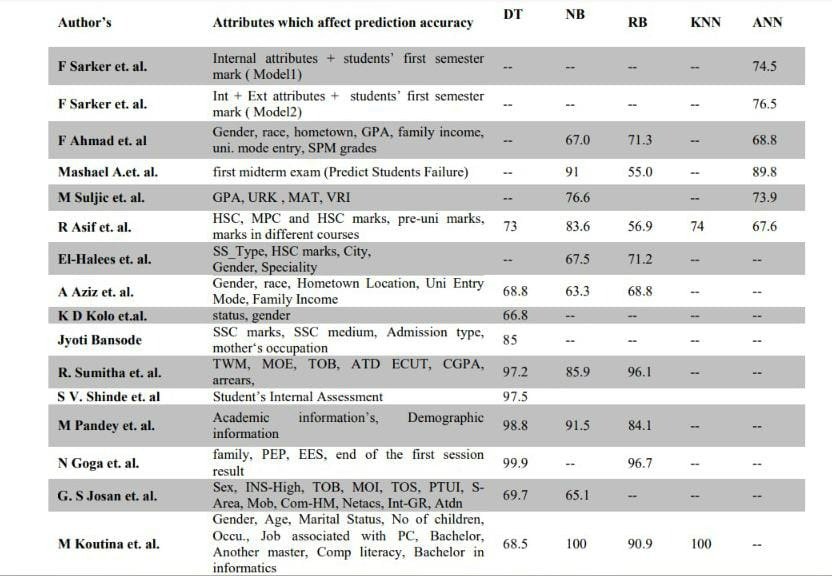 Author's Attributes which affect prediction accuracy DT NB RB KNN ANN
F Sarker et. al. Internal attributes + students' first semester -- -- -- -- 74.5
mark ( Model1)
F Sarker et. al. Int + Ext attributes + students' first semester -- -- -- -- 76.5
mark ( Model2)
F Ahmad et. al Gender, race, hometown, GPA, family income, -- 67.0 71.3 -- 68.8
uni. mode entry, SPM grades
Mashael A.et. al. first midterm exam (Predict Students Failure) -- 91 55.0 -- 89.8
M Suljic et. al. GPA, URK , MAT, VRI -- 76.6 -- 73.9
R Asif et. al. HSC, MPC and HSC marks, pre-uni marks, 73 83.6 56.9 74 67.6
marks in different courses
El-Halees et. al. SS_Type, HSC marks, City, -- 67.5 71.2 -- --
Gender, Speciality
A Aziz et. al. Gender, race, Hometown Location, Uni Entry 68.8 63.3 68.8 -- --
Mode, Family Income
K D Kolo et.al. status, gender 66.8 -- -- -- --
Jyoti Bansode SSC marks, SSC medium, Admission type, 85 -- -- -- --
mother's occupation
R. Sumitha et. al. TWM, MOE, TOB, ATD ECUT, CGPA, 97.2 85.9 96.1 -- --
arrears,
S V. Shinde et. al Student's Internal Assessment 97.5
M Pandey et. al. Academic information's, Demographic 98.8 91.5 84.1 -- --
information
N Goga et. al. family, PEP, EES, end of the first session 99.9 -- 96.7 -- --
result
G. S Josan et. al. Sex, INS-High, TOB, MOI, TOS, PTUI, S- 69.7 65.1 -- -- --
Area, Mob, Com-HM, Netacs, Int-GR, Atdn
M Koutina et. al. Gender, Age, Marital Status, No of children, 68.5 100 90.9 100 --
Occu., Job associated with PC, Bachelor,
Another master, Comp literacy, Bachelor in
informatics